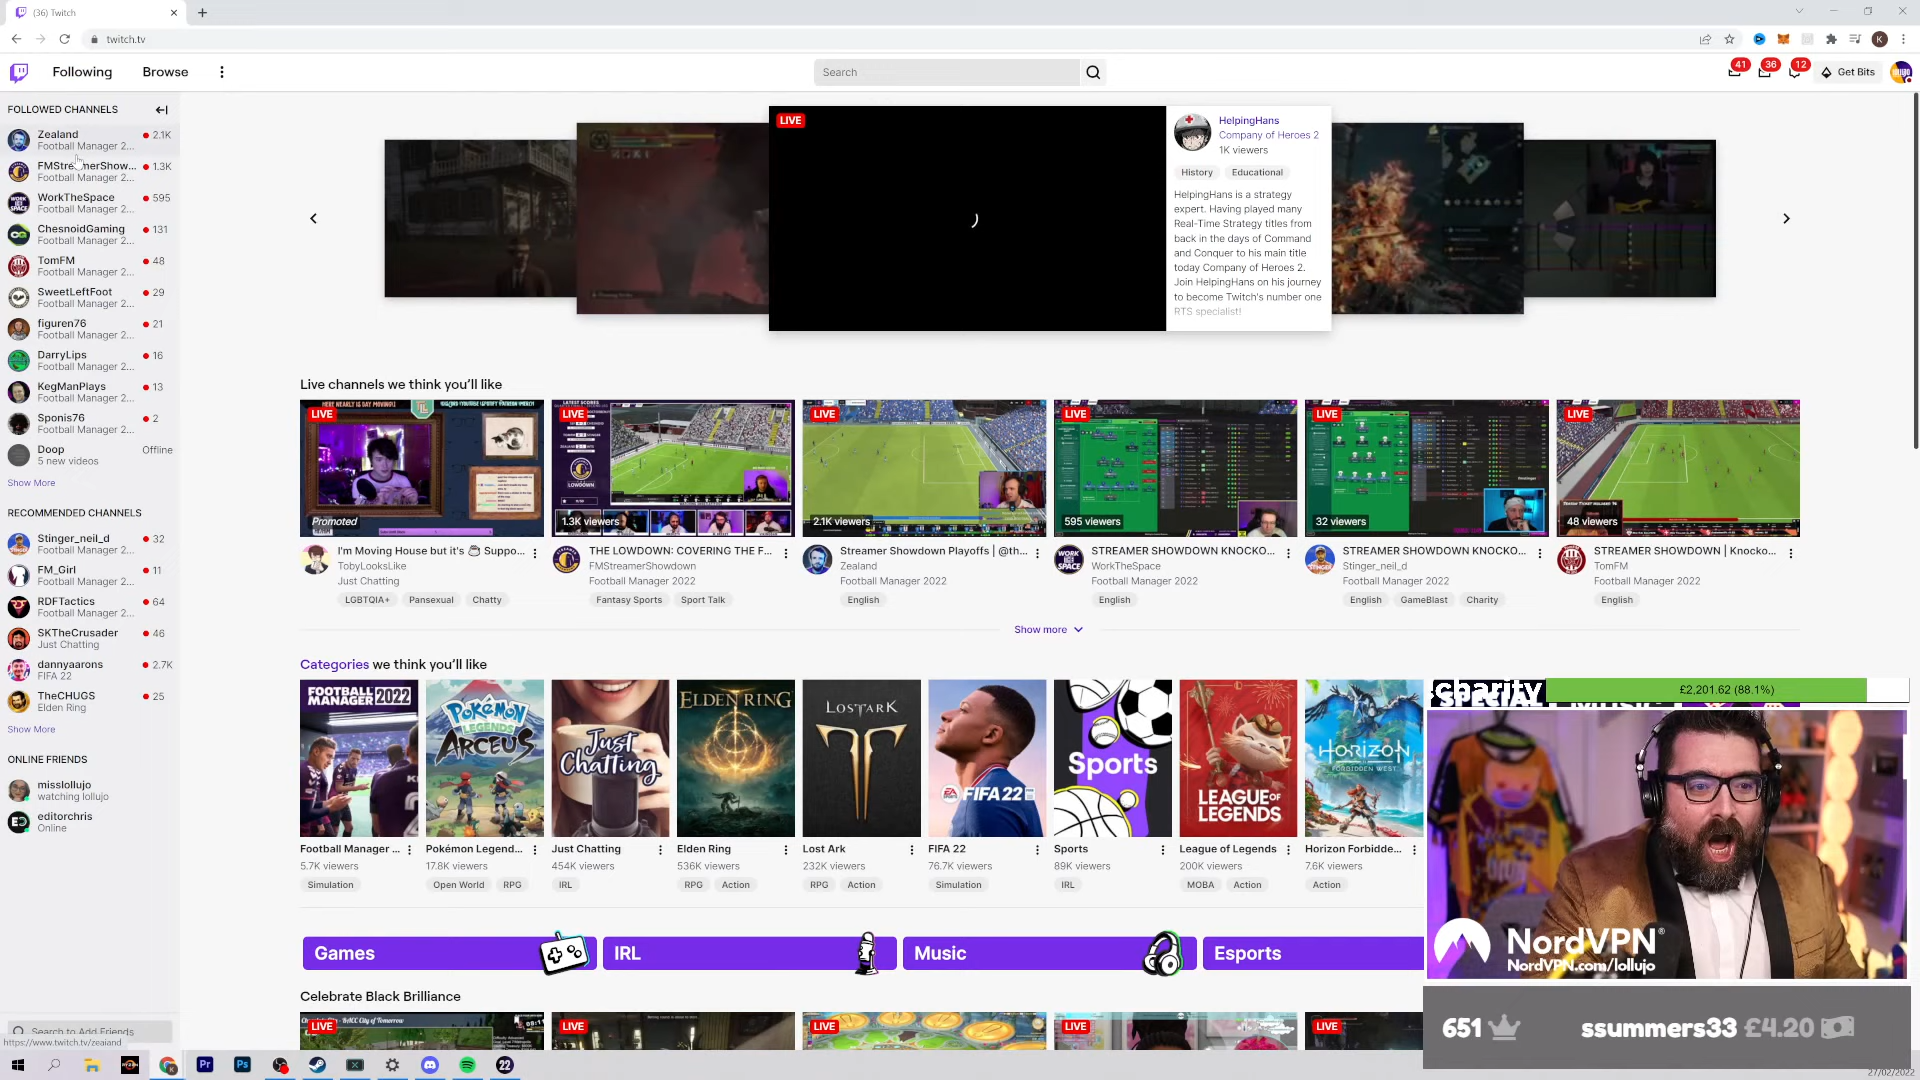 (36) Twitch
twitch.tv
Following
Browse
Search
41
36
12
Get Bits
FOLLOWED CHANNELS
Zealand
2.1K
Football Manager 2...
FMStreamerShow...
1.3K
Football Manager 2...
WorkTheSpace
595
Football Manager 2...
ChesnoidGaming
131
Football Manager 2...
TomFM
48
Football Manager 2...
SweetLeftFoot
29
Football Manager 2...
figuren76
21
Football Manager 2...
DarryLips
16
Football Manager 2...
KegManPlays
13
Football Manager 2...
Sponis76
2
Football Manager 2...
Doop
Offline
5 new videos
Show More
RECOMMENDED CHANNELS
Stinger_neil_d
32
Football Manager 2...
FM_Girl
11
Football Manager 2...
RDFTactics
64
Football Manager 2...
SKTheCrusader
46
Just Chatting
dannyaarons
2.7K
FIFA 22
TheCHUGS
25
Elden Ring
Show More
ONLINE FRIENDS
misslollujo
watching lollujo
editorchris
Online
Search to Add Friends
https://www.twitch.tv/zealand
LIVE
HelpingHans
Company of Heroes 2
1K viewers
History Educational
HelpingHans is a strategy
expert. Having played many
Real-Time Strategy titles from
back in the days of Command
and Conquer to his main title
today Company of Heroes 2.
Join HelpingHans on his journey
to become Twitch's number one
RTS specialist!
Live channels we think you'll like
LIVE
Promoted
I'm Moving House but it's Suppo...
TobyLooksLike
Just Chatting
LGBTQIA+ Pansexual Chatty
LIVE
LOWDOWN
1.3K viewers
THE LOWDOWN: COVERING THE F...
FMStreamerShowdown
Football Manager 2022
Fantasy Sports Sport Talk
LIVE
2.1K viewers
Streamer Showdown Playoffs | @th...
Zealand
Football Manager 2022
English
LIVE
595 viewers
WORK THE SPACE
STREAMER SHOWDOWN KNOCKO...
WorkTheSpace
Football Manager 2022
English
LIVE
32 viewers
STREAMER SHOWDOWN KNOCKO...
Stinger_neil_d
Football Manager 2022
English GameBlast Charity
LIVE
48 viewers
STREAMER SHOWDOWN | Knocko...
TomFM
Football Manager 2022
English
Show more
Categories we think you'll like
FOOTBALL
MANAGER 2022
Football Manager ...
5.7K viewers
Simulation
Pokémon
LEGENDS
ARCEUS
Pokémon Legend...
17.8K viewers
Open World RPG
Just
Chatting
Just Chatting
454K viewers
IRL
ELDEN RING
Elden Ring
536K viewers
RPG Action
LOST ARK
Lost Ark
232K viewers
RPG Action
EA SPORTS
FIFA 22
FIFA 22
76.7K viewers
Simulation
Sports
Sports
89K viewers
IRL
LEAGUE OF
LEGENDS
League of Legends
200K viewers
MOBA Action
HORIZON
FORBIDDEN WEST
Horizon Forbidde...
7.6K viewers
Action
Games
IRL
Music
Esports
Celebrate Black Brilliance
LIVE
LIVE
LIVE
LIVE
LIVE
charity
£2,201.62 (88.1%)
NordVPN®
NordVPN.com/lollujo
651
ssummers33 £4.20
Pr
Ps
22
27/02/2022